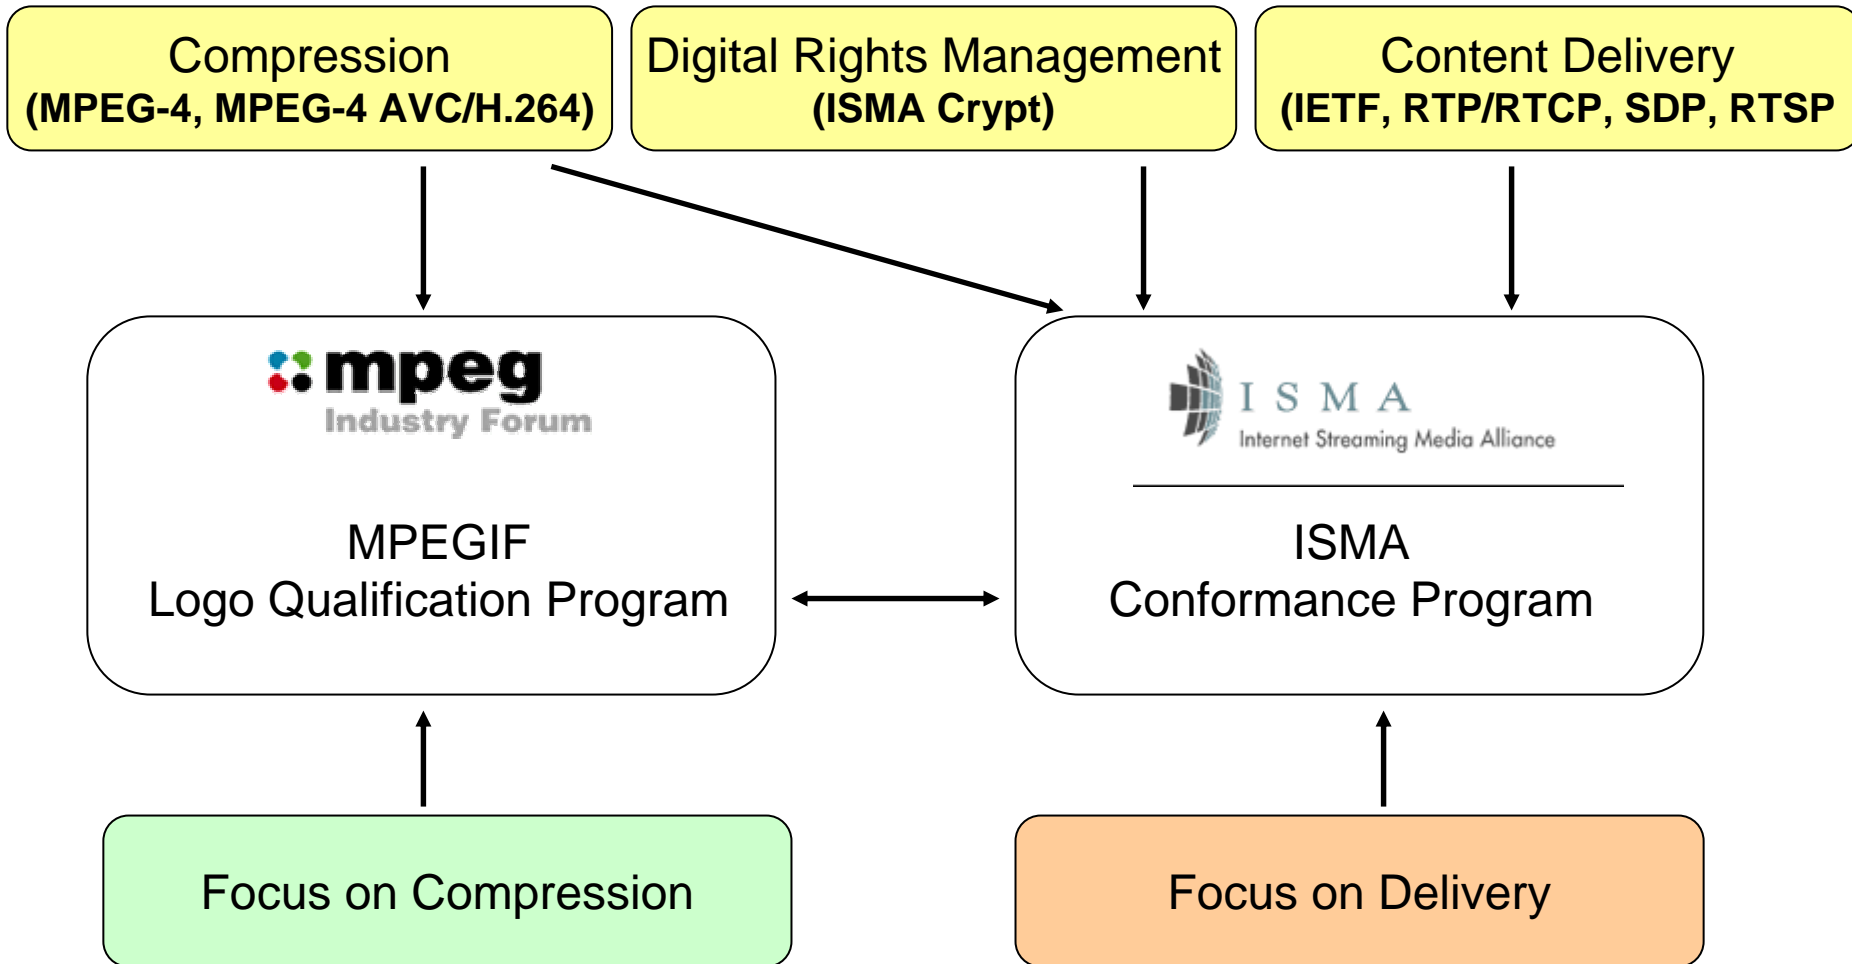 Compression
(MPEG-4, MPEG-4 AVC/H.264)
Digital Rights Management
(ISMA Crypt)
Content Delivery
(IETF, RTP/RTCP, SDP, RTSP
mpeg
Industry Forum
MPEGIF
Logo Qualification Program
ISMA
Internet Streaming Media Alliance
ISMA
Conformance Program
Focus on Compression
Focus on Delivery